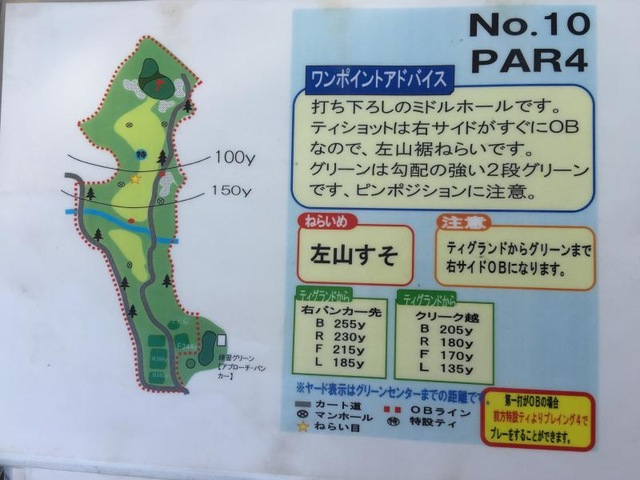 No.10
PAR4
ワンポイントアドバイス
打ち下ろしのミドルホールです。
ティショットは右サイドがすぐにOB
なので、左山裾ねらいです。
グリーンは勾配の強い2段グリーン
です、ピンポジションに注意。
ねらいめ
左山すそ
注意
ティグランドからグリーンまで
右サイドOBになります。
ティグランドから
右バンカー先
B 255y
R 230y
F 215y
L 185y
ティグランドから
クリーク越
B 205y
R 180y
F 170y
L 135y
※ヤード表示はグリーンセンターまでの距離です
カート道
OBライン
マンホール
特 特設ティ
ねらい目
第一打がOBの場合
前方特設ティよりプレイング4で
プレーをすることができます。
100y
150y
特
練習グリーン
【アプローチ・バンカー】